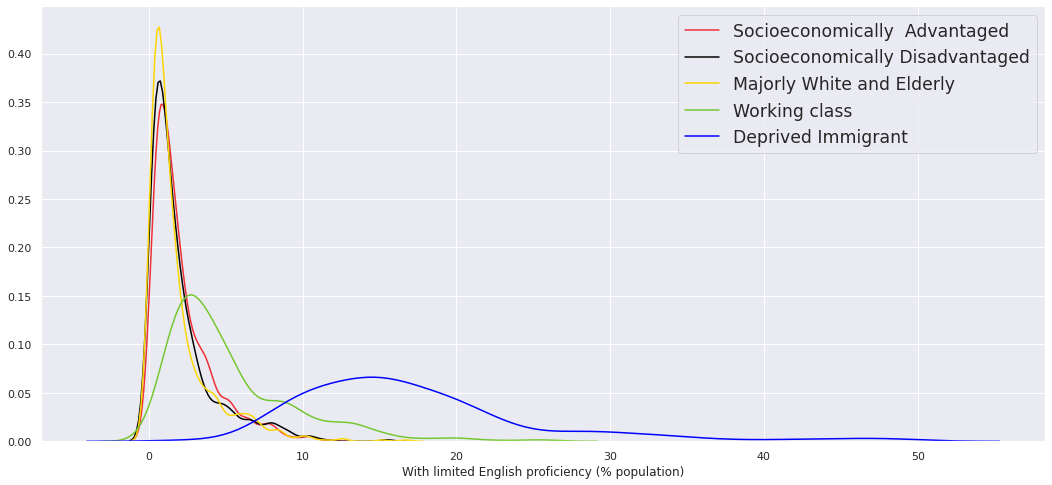 Socioeconomically  Advantaged
Socioeconomically Disadvantaged
Majorly White and Elderly
Working class
Deprived Immigrant
0.40
0.35
0.30
0.25
0.20
0.15
0.10
0.05
0.00
0 10 20 30 40 50
With limited English proficiency (% population)